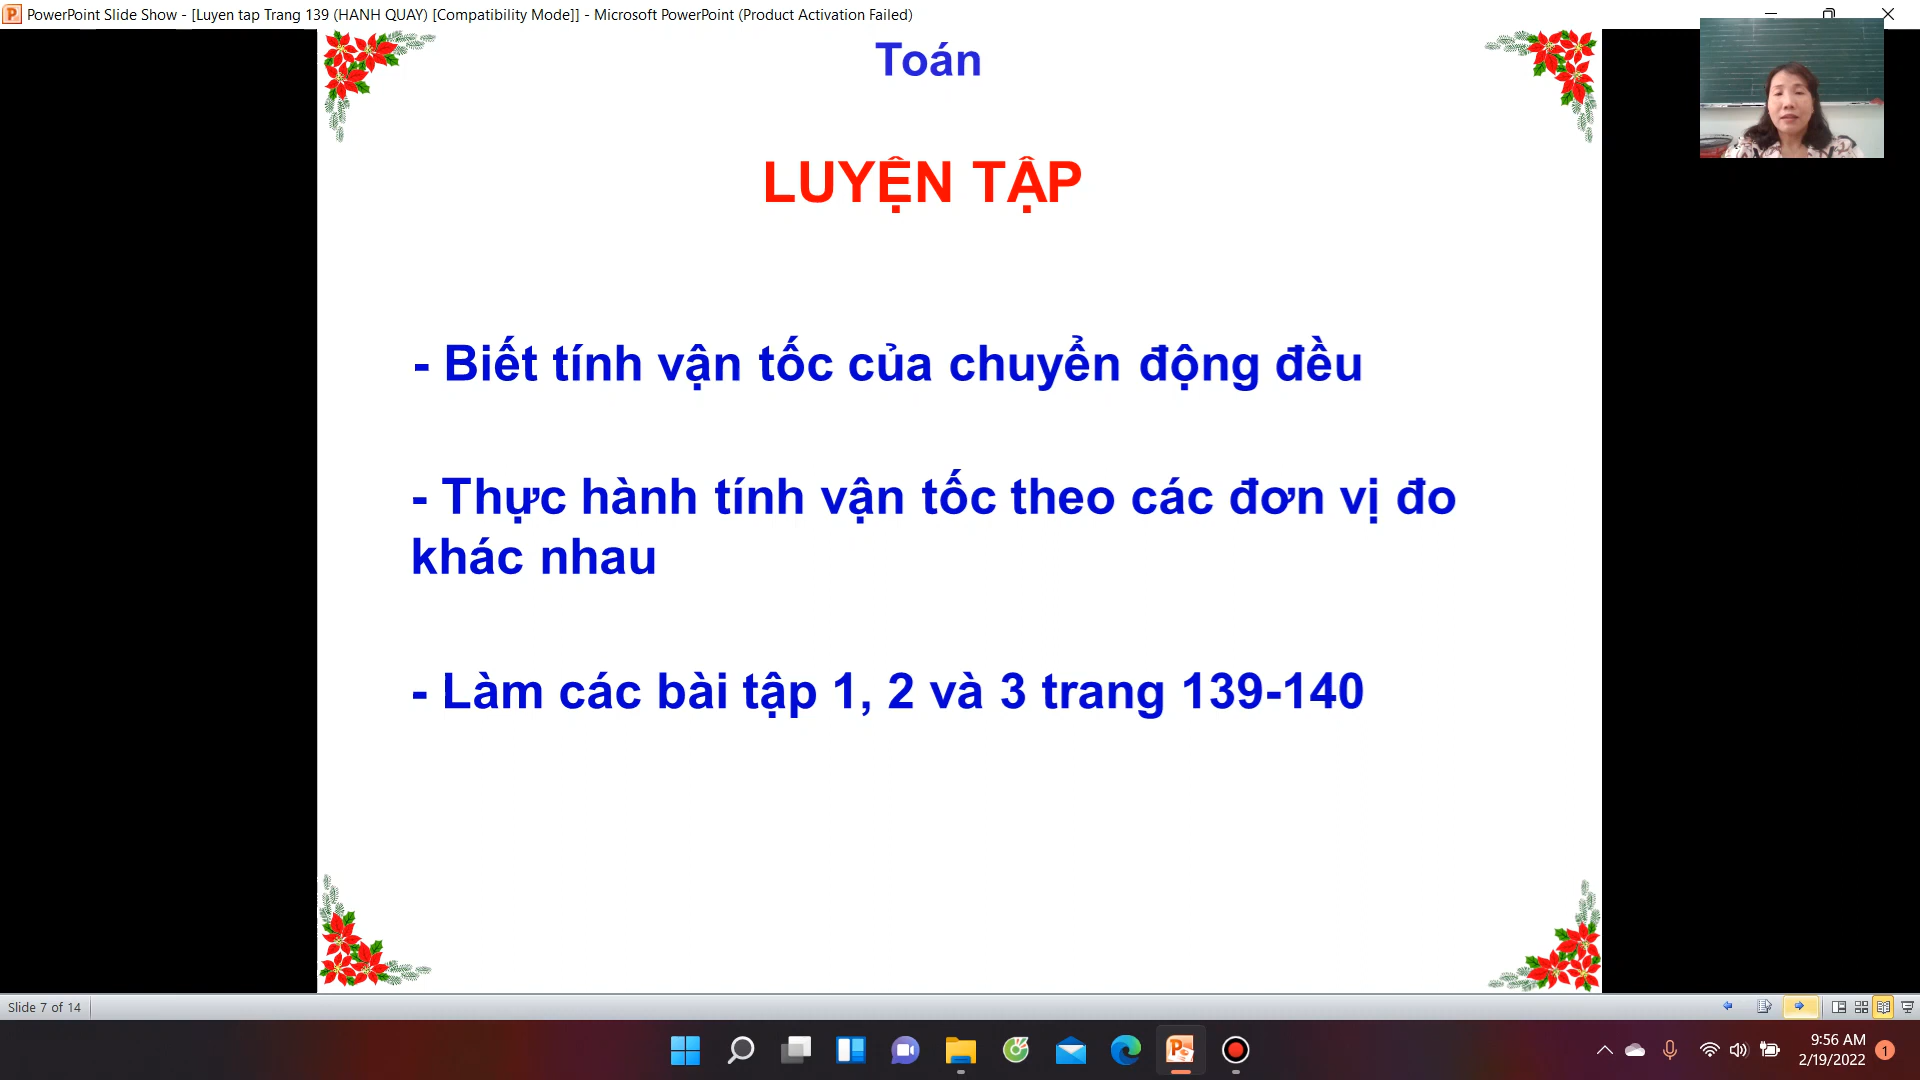 PowerPoint Slide Show - [Luyen tap Trang 139 (HANH QUAY) [Compatibility Mode]] - Microsoft PowerPoint (Product Activation Failed)
Toán
LUYỆN TẬP
- Biết tính vận tốc của chuyển động đều
- Thực hành tính vận tốc theo các đơn vị đo
khác nhau
- Làm các bài tập 1, 2 và 3 trang 139-140
Slide 7 of 14
9:56 AM
2/19/2022
1